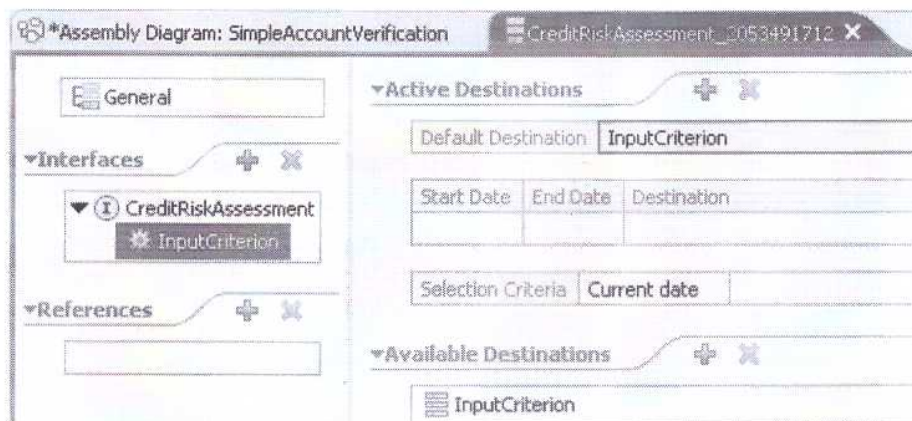 *Assembly Diagram: SimpleAccountVerification
CreditRiskAssessment_2053491712
General
Interfaces
CreditRiskAssessment
InputCriterion
References
Active Destinations
Default Destination InputCriterion
Start Date End Date Destination
Selection Criteria Current date
Available Destinations
InputCriterion